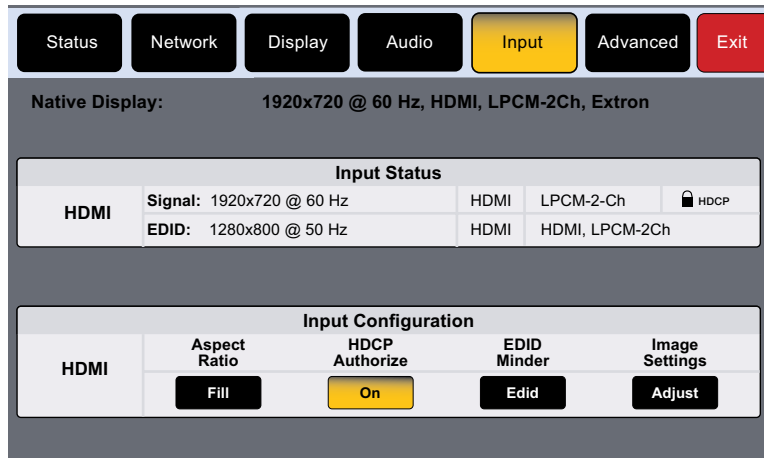 Status Network Display Audio Input Advanced Exit
Native Display: 1920x720 @ 60 Hz, HDMI, LPCM-2Ch, Extron
Input Status
HDMI
Signal: 1920x720 @ 60 Hz HDMI LPCM-2-Ch HDCP
EDID: 1280x800 @ 50 Hz HDMI HDMI, LPCM-2Ch
Input Configuration
HDMI
Aspect Ratio HDCP Authorize EDID Minder Image Settings
Fill On Edid Adjust